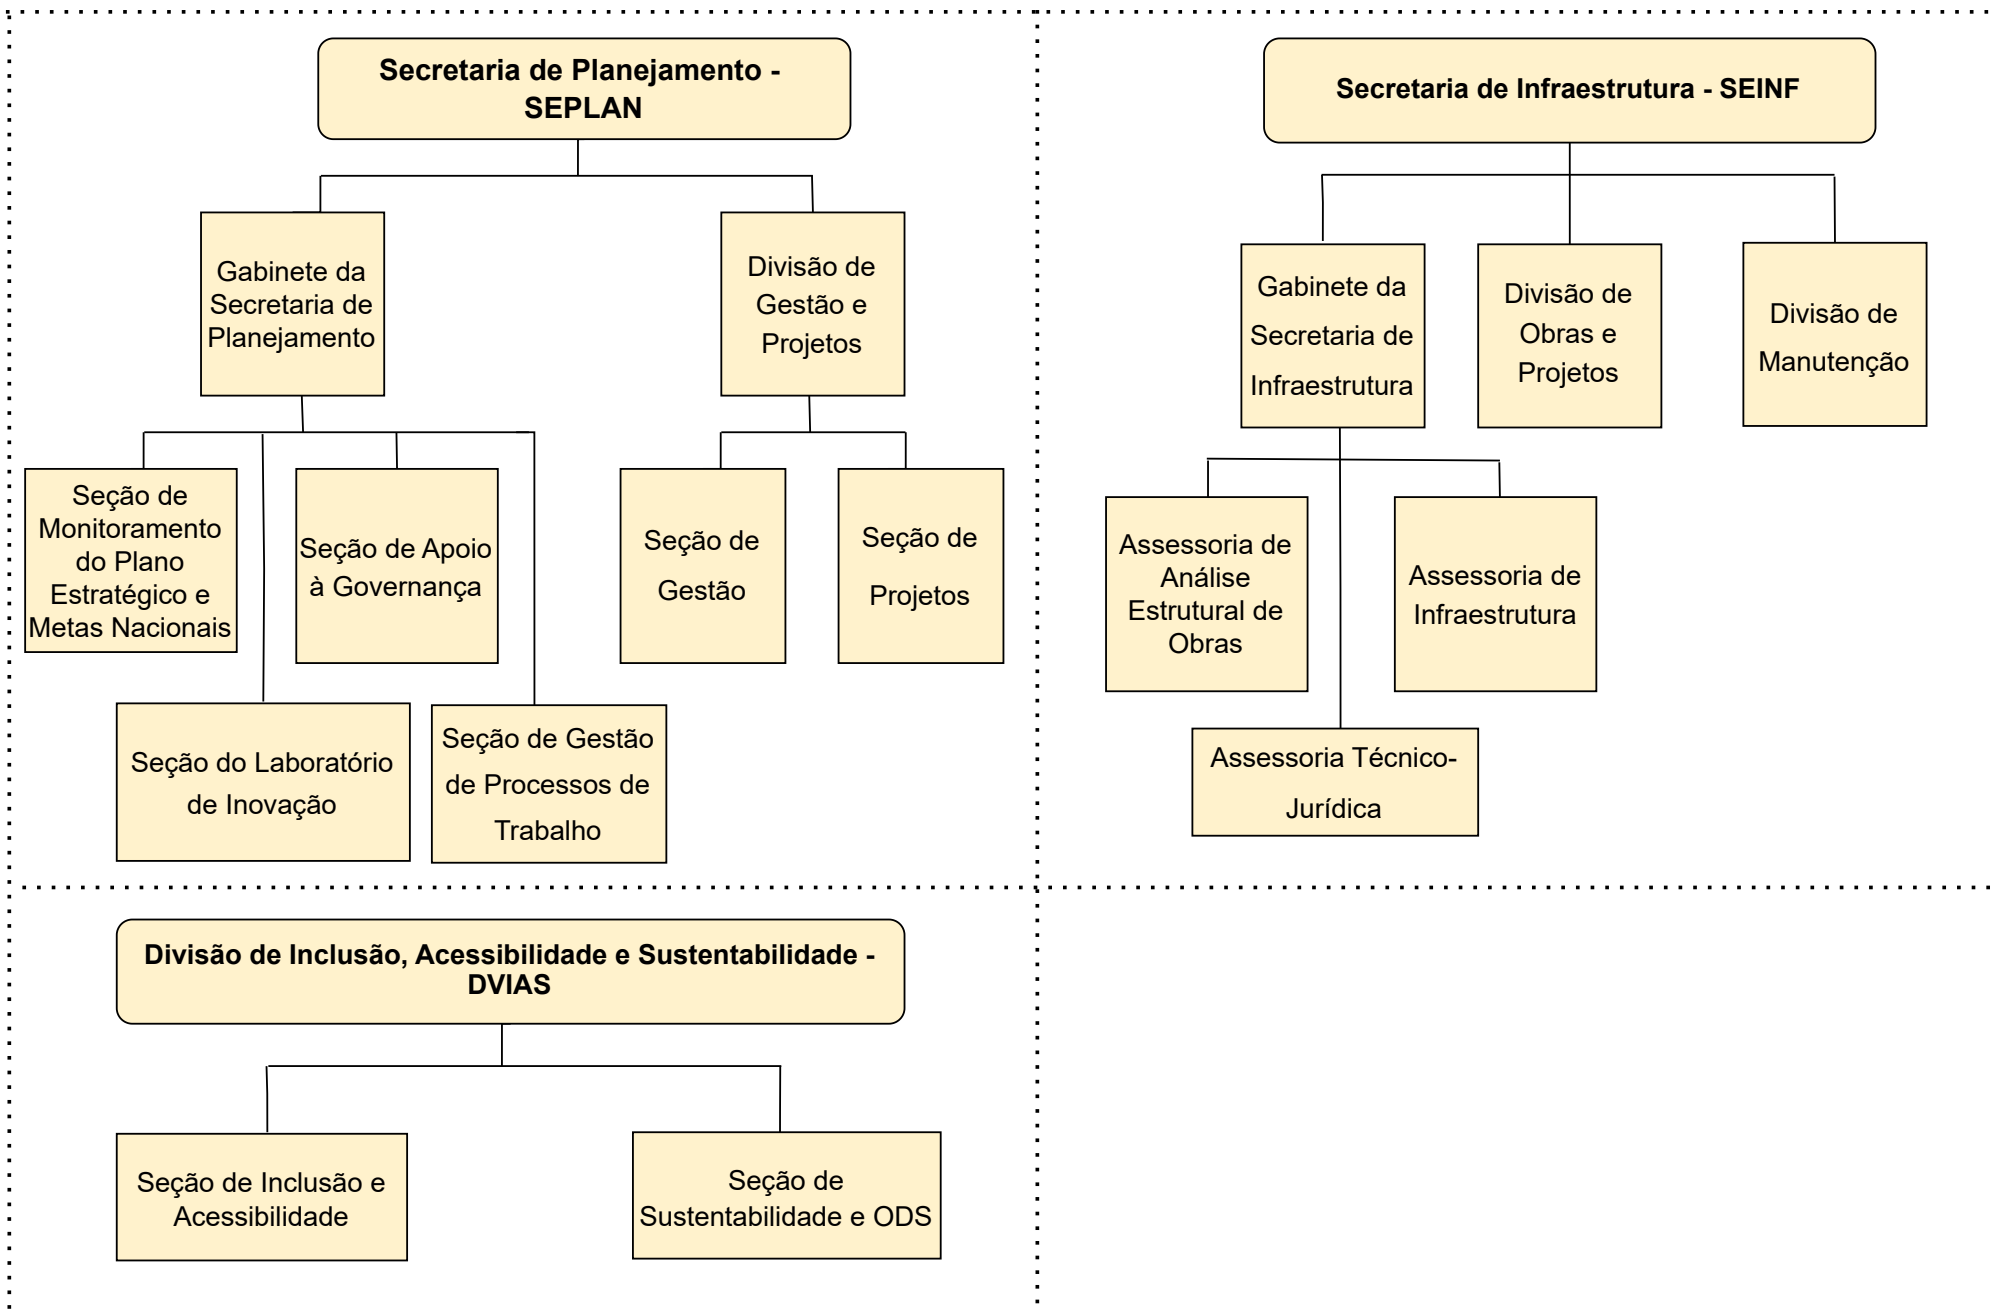 Secretaria de Planejamento -
SEPLAN
Gabinete da
Secretaria de
Planejamento
Divisão de
Gestão e
Projetos
Seção de
Monitoramento
do Plano
Estratégico e
Metas Nacionais
Seção de Apoio
à Governança
Seção de
Gestão
Seção de
Projetos
Seção do Laboratório
de Inovação
Seção de Gestão
de Processos de
Trabalho
Secretaria de Infraestrutura - SEINF
Gabinete da
Secretaria de
Infraestrutura
Divisão de
Obras e
Projetos
Divisão de
Manutenção
Assessoria de
Análise
Estrutural de
Obras
Assessoria de
Infraestrutura
Assessoria Técnico-
Jurídica
Divisão de Inclusão, Acessibilidade e Sustentabilidade -
DVIAS
Seção de Inclusão e
Acessibilidade
Seção de
Sustentabilidade e ODS